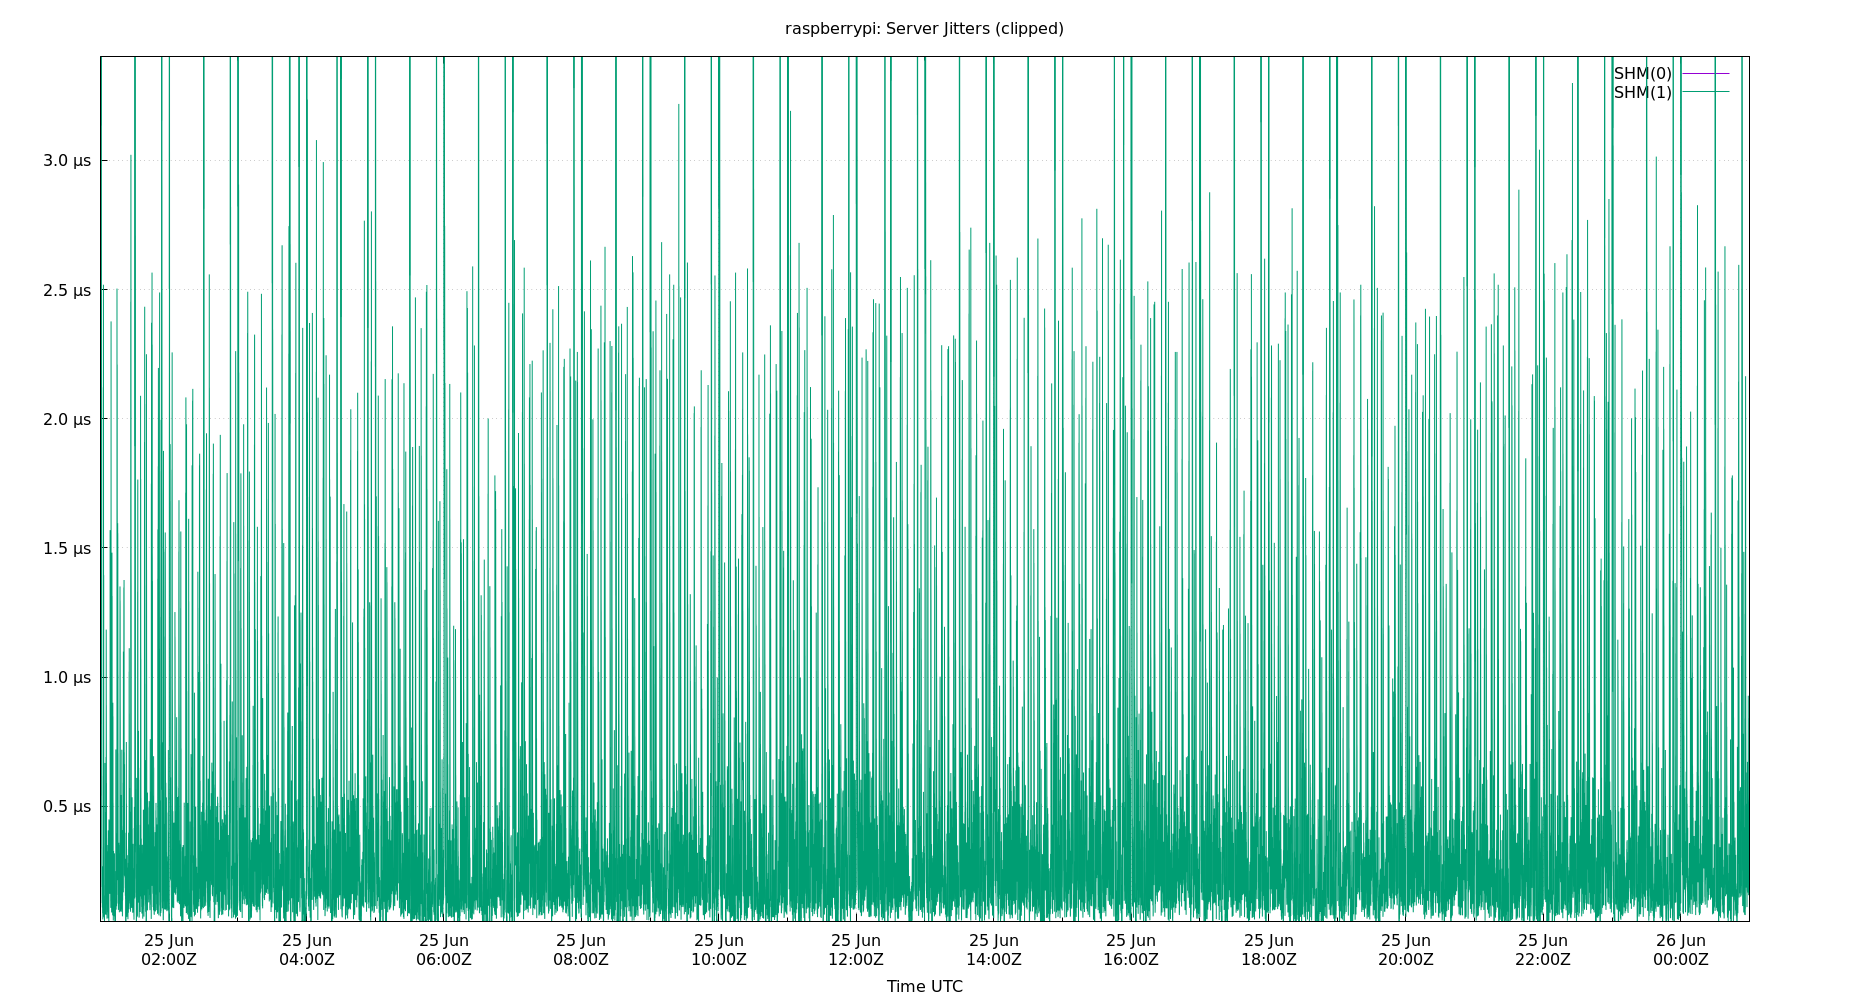 raspberrypi: Server Jitters (clipped)
SHM(0)
SHM(1)
3.0 µs
2.5 µs
2.0 µs
1.5 µs
1.0 µs
0.5 µs
25 Jun 25 Jun 25 Jun 25 Jun 25 Jun 25 Jun 25 Jun 25 Jun 25 Jun 25 Jun 25 Jun 26 Jun
02:00Z 04:00Z 06:00Z 08:00Z 10:00Z 12:00Z 14:00Z 16:00Z 18:00Z 20:00Z 22:00Z 00:00Z
Time UTC